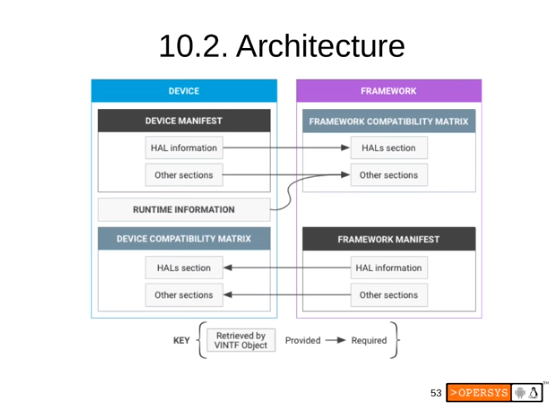 10.2. Architecture
DEVICE
FRAMEWORK
DEVICE MANIFEST
HAL information
Other sections
FRAMEWORK COMPATIBILITY MATRIX
HALs section
Other sections
RUNTIME INFORMATION
DEVICE COMPATIBILITY MATRIX
HALs section
Other sections
FRAMEWORK MANIFEST
HAL information
Other sections
KEY
Retrieved by
VINTF Object
Provided
Required
53
>OPERSYS